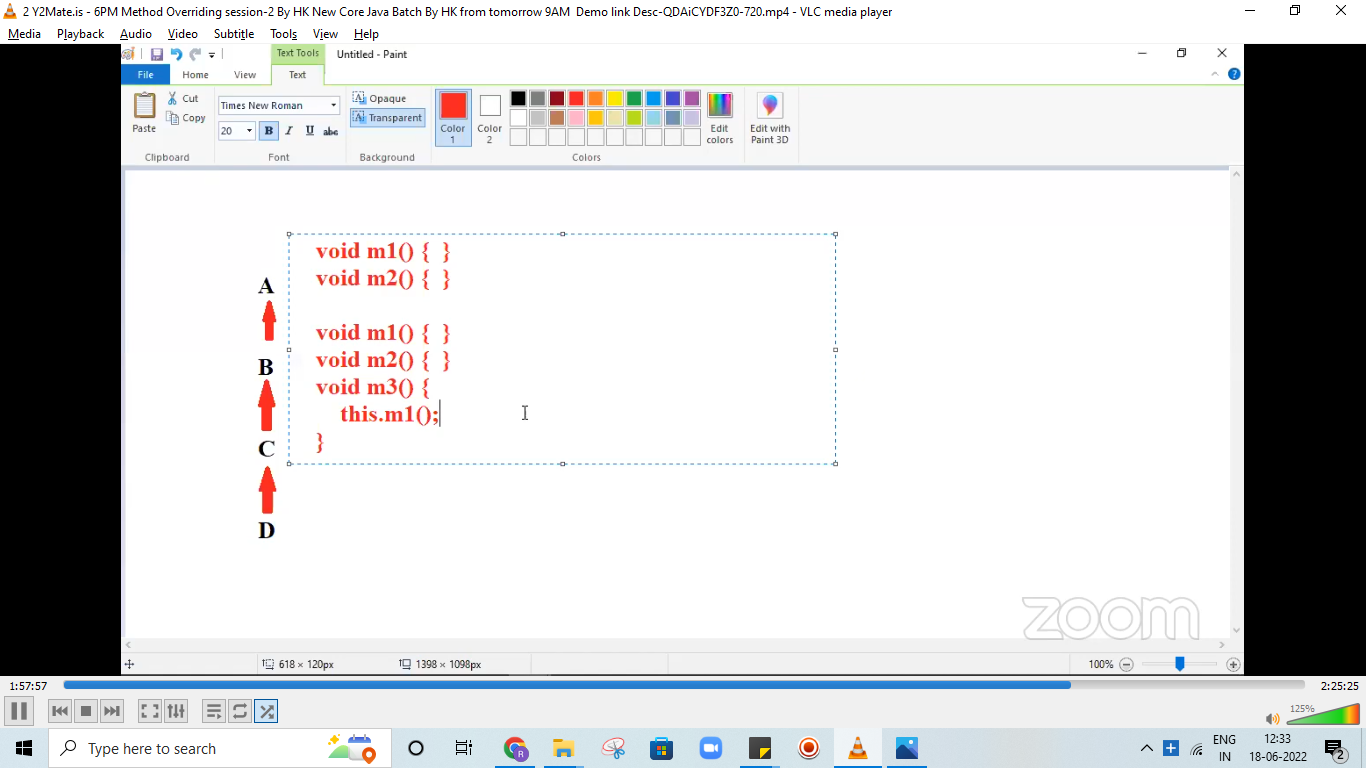 2 Y2Mate.is - 6PM Method Overriding session-2 By HK New Core Java Batch By HK from tomorrow 9AM  Demo link Desc-QDAiCYDF3Z0-720.mp4 - VLC media player
Media Playback Audio Video Subtitle Tools View Help
Text Tools Untitled - Paint
File Home View Text
Paste Cut Copy
Clipboard
Times New Roman
20 B I U abc
Font
Opaque
Transparent
Background
Color 1
Color 2
Edit colors
Colors
Edit with Paint 3D
void m1() {  }
void m2() {  }
A
void m1() {  }
void m2() {  }
B
void m3() {
this.m1();
}
C
D
zoom
618 × 120px 1398 × 1098px 100%
1:57:57 2:25:25
125%
Type here to search
ENG
IN
12:33
18-06-2022
2